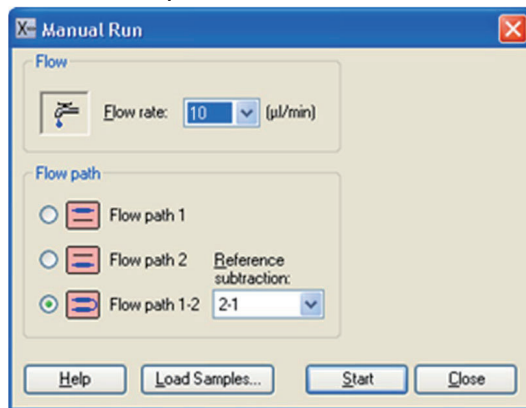 Manual Run
Flow
Flow rate: 10 (µl/min)
Flow path
Flow path 1
Flow path 2
Reference subtraction:
Flow path 1-2 2-1
Help Load Samples... Start Close